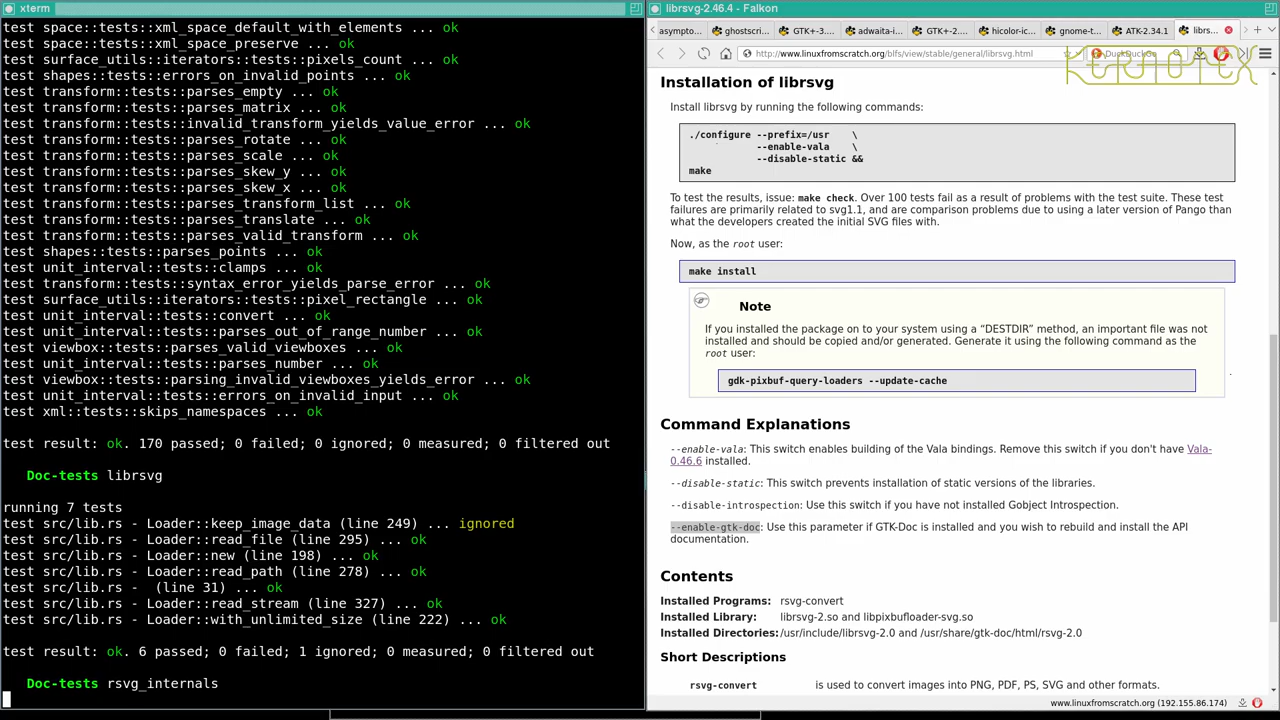 xterm
test space::tests::xml_space_default_with_elements ... ok
test space::tests::xml_space_preserve ... ok
test surface_utils::iterators::tests::pixels_count ... ok
test shapes::tests::errors_on_invalid_points ... ok
test transform::tests::parses_empty ... ok
test transform::tests::parses_matrix ... ok
test transform::tests::invalid_transform_yields_value_error ... ok
test transform::tests::parses_rotate ... ok
test transform::tests::parses_scale ... ok
test transform::tests::parses_skew_y ... ok
test transform::tests::parses_skew_x ... ok
test transform::tests::parses_transform_list ... ok
test transform::tests::parses_translate ... ok
test transform::tests::parses_valid_transform ... ok
test shapes::tests::parses_points ... ok
test unit_interval::tests::clamps ... ok
test transform::tests::syntax_error_yields_parse_error ... ok
test surface_utils::iterators::tests::pixel_rectangle ... ok
test unit_interval::tests::convert ... ok
test unit_interval::tests::parses_out_of_range_number ... ok
test viewbox::tests::parses_valid_viewboxes ... ok
test unit_interval::tests::parses_number ... ok
test viewbox::tests::parsing_invalid_viewboxes_yields_error ... ok
test unit_interval::tests::errors_on_invalid_input ... ok
test xml::tests::skips_namespaces ... ok
test result: ok. 170 passed; 0 failed; 0 ignored; 0 measured; 0 filtered out
Doc-tests librsvg
running 7 tests
test src/lib.rs - Loader::keep_image_data (line 249) ... ignored
test src/lib.rs - Loader::read_file (line 295) ... ok
test src/lib.rs - Loader::new (line 198) ... ok
test src/lib.rs - Loader::read_path (line 278) ... ok
test src/lib.rs -  (line 31) ... ok
test src/lib.rs - Loader::read_stream (line 327) ... ok
test src/lib.rs - Loader::with_unlimited_size (line 222) ... ok
test result: ok. 6 passed; 0 failed; 1 ignored; 0 measured; 0 filtered out
Doc-tests rsvg_internals
librsvg-2.46.4 - Falkon
asympto... ghostscri... GTK+-3.... adwaita-i... GTK+-2.... hicolor-ic... gnome-t... ATK-2.34.1 librs...
http://www.linuxfromscratch.org/blfs/view/stable/general/librsvg.html DuckDuckGo
Installation of librsvg
Install librsvg by running the following commands:
./configure --prefix=/usr    \
--enable-vala    \
--disable-static &&
make
To test the results, issue: make check. Over 100 tests fail as a result of problems with the test suite. These test
failures are primarily related to svg1.1, and are comparison problems due to using a later version of Pango than
what the developers created the initial SVG files with.
Now, as the root user:
make install
Note
If you installed the package on to your system using a “DESTDIR” method, an important file was not
installed and should be copied and/or generated. Generate it using the following command as the
root user:
gdk-pixbuf-query-loaders --update-cache
Command Explanations
--enable-vala: This switch enables building of the Vala bindings. Remove this switch if you don't have Vala-
0.46.6 installed.
--disable-static: This switch prevents installation of static versions of the libraries.
--disable-introspection: Use this switch if you have not installed Gobject Introspection.
--enable-gtk-doc: Use this parameter if GTK-Doc is installed and you wish to rebuild and install the API
documentation.
Contents
Installed Programs: rsvg-convert
Installed Library: librsvg-2.so and libpixbufloader-svg.so
Installed Directories: /usr/include/librsvg-2.0 and /usr/share/gtk-doc/html/rsvg-2.0
Short Descriptions
rsvg-convert is used to convert images into PNG, PDF, PS, SVG and other formats.
www.linuxfromscratch.org (192.155.86.174)